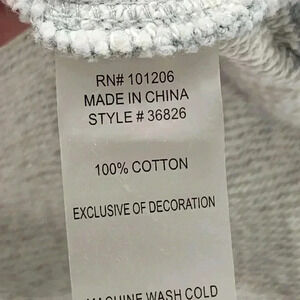 RN# 101206
MADE IN CHINA
STYLE # 36826
100% COTTON
EXCLUSIVE OF DECORATION
MACHINE WASH COLD